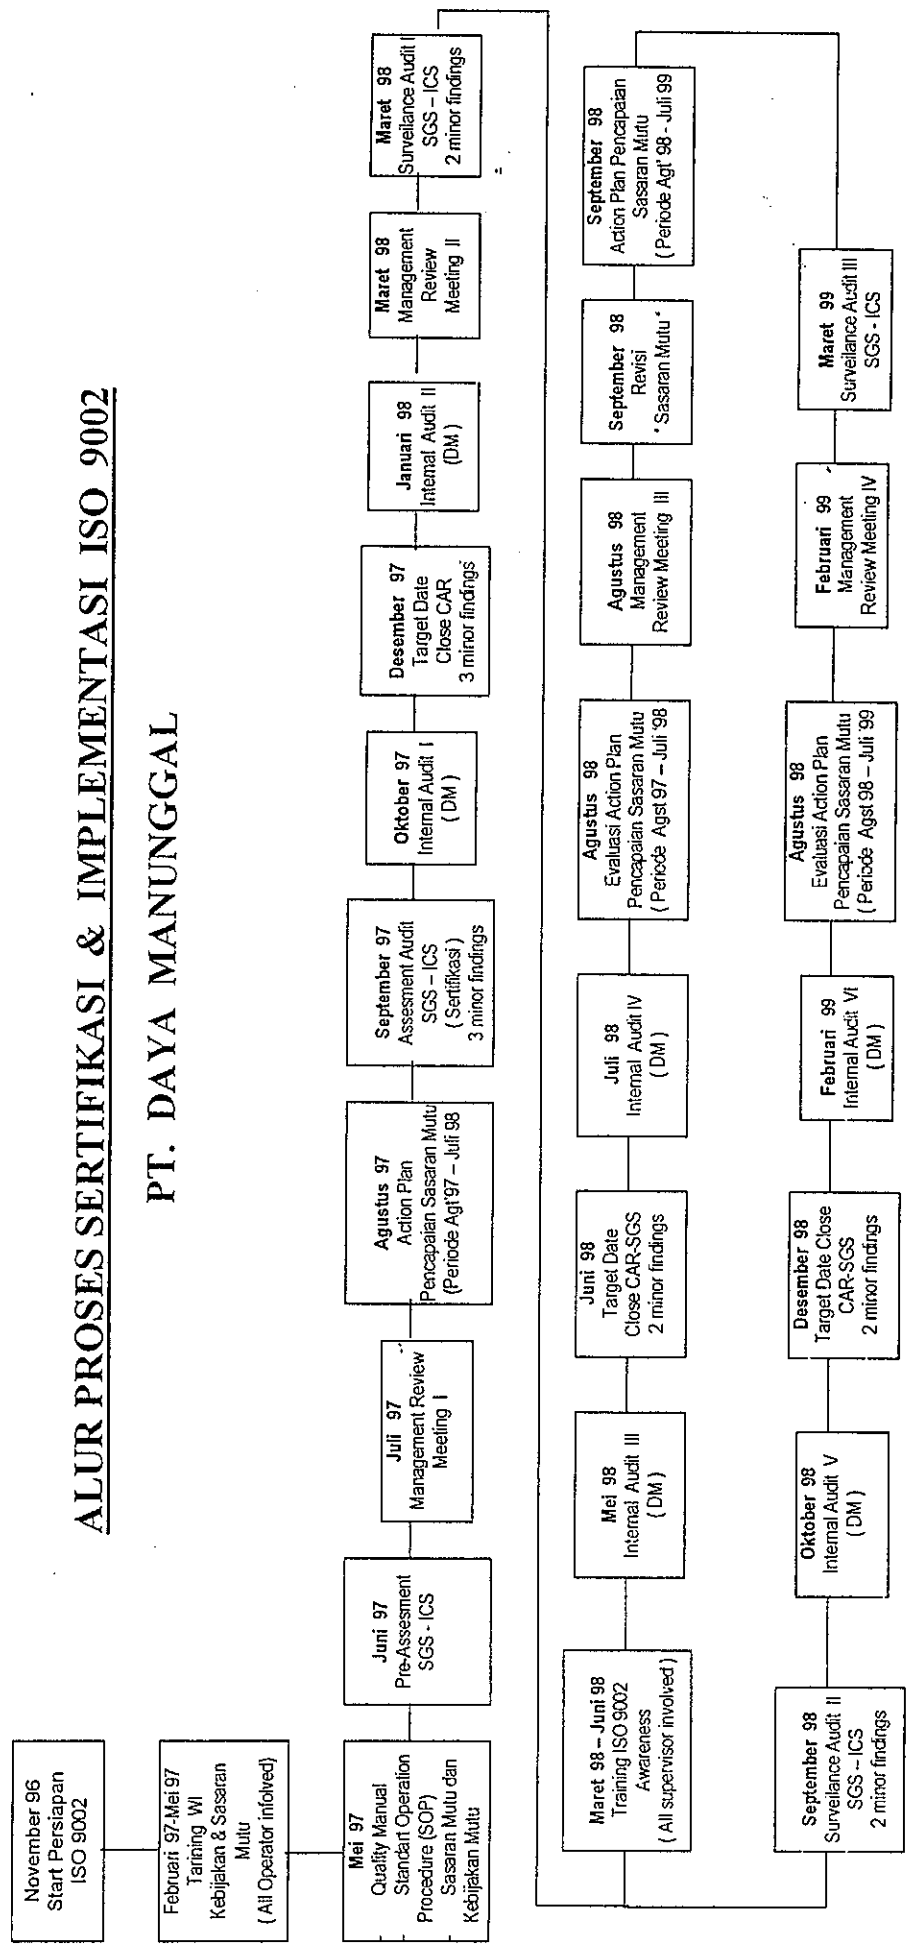 ALUR PROSES SERTIFIKASI & IMPLEMENTASI ISO 9002
PT. DAYA MANUNGGAL
November 96
Start Persiapan
ISO 9002
Februari 97-Mei 97
Tarining WI
Kebijakan & Sasaran
Mutu
( All Operator infolved)
Mei 97
Quality Manual
Standart Operation
Procedure (SOP)
Sasaran Mutu dan
Kebijakan Mutu
Juni 97
Pre-Assesment
SGS - ICS
Juli 97
Management Review
Meeting I
Agustus 97
Action Plan
Pencapaian Sasaran Mutu
(Periode Agt'97 – Juli 98
September 97
Assesment Audit
SGS – ICS
( Sertifikasi )
3 minor findings
Oktober 97
Internal Audit I
( DM )
Desember 97
Target Date
Close CAR
3 minor findings
Januari 98
Internal Audit II
(DM )
Maret 98
Management
Review
Meeting II
Maret 98
Surveilance Audit I
SGS – ICS
2 minor findings
Maret 98 – Juni 98
Training ISO 9002
Awareness
( All supervisor involved )
Mei 98
Internal Audit III
( DM )
Juni 98
Target Date
Close CAR-SGS
2 minor findings
Juli 98
Internal Audit IV
( DM )
Agustus 98
Evaluasi Action Plan
Pencapaian Sasaran Mutu
( Periode Agst 97 – Juli '98
Agustus 98
Management
Review Meeting III
September 98
Revisi
" Sasaran Mutu "
September 98
Action Plan Pencapaian
Sasaran Mutu
( Periode Agt' 98 - Juli 99
September 98
Surveilance Audit II
SGS – ICS
2 minor findings
Oktober 98
Internal Audit V
( DM )
Desember 98
Target Date Close
CAR-SGS
2 minor findings
Februari 99
Internal Audit VI
( DM )
Agustus 98
Evaluasi Action Plan
Pencapaian Sasaran Mutu
( Periode Agst 98 – Juli '99
Februari 99
Management
Review Meeting IV
Maret 99
Surveilance Audit III
SGS - ICS